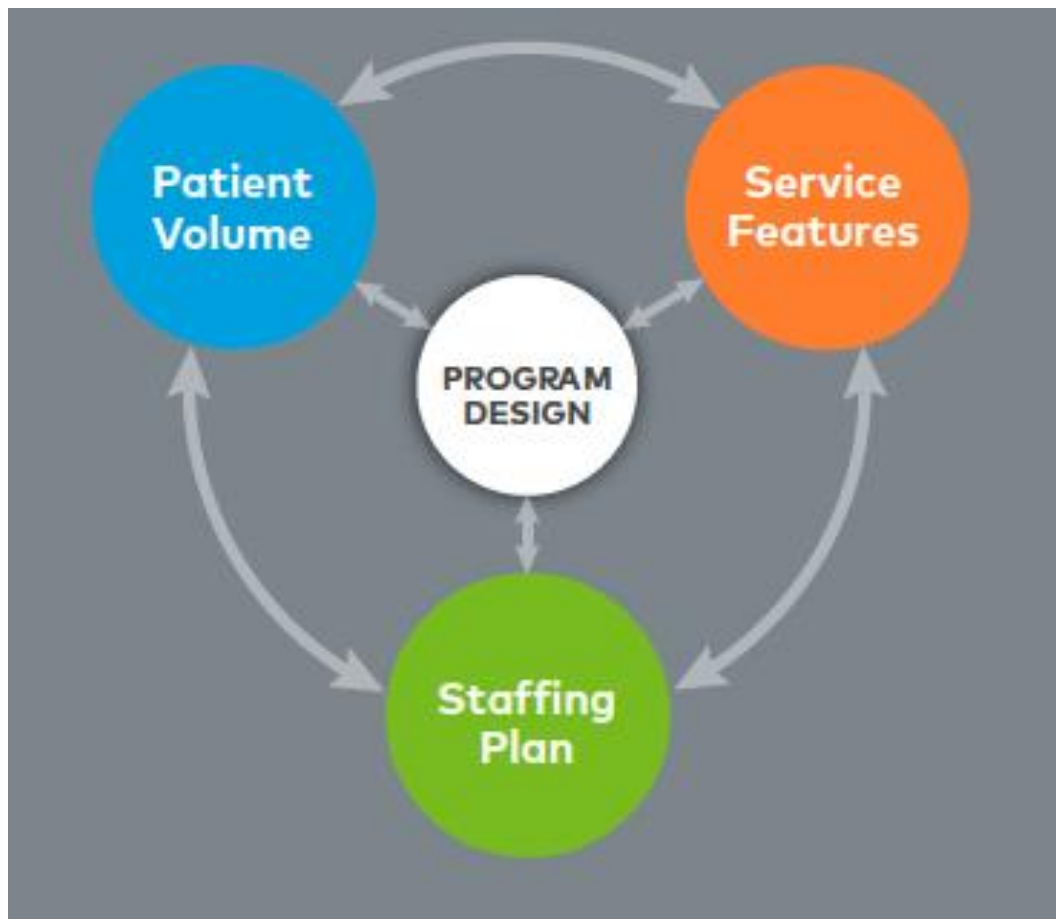 Patient
Volume
Service
Features
PROGRAM
DESIGN
Staffing
Plan